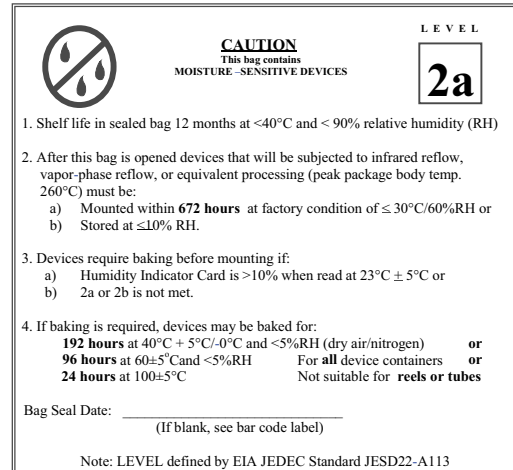 LEVEL
CAUTION
This bag contains
MOISTURE –SENSITIVE DEVICES
2a
1. Shelf life in sealed bag 12 months at <40°C and < 90% relative humidity (RH)
2. After this bag is opened devices that will be subjected to infrared reflow,
vapor-phase reflow, or equivalent processing (peak package body temp.
260°C) must be:
a) Mounted within 672 hours at factory condition of ≤ 30°C/60%RH or
b) Stored at ≤10% RH.
3. Devices require baking before mounting if:
a) Humidity Indicator Card is >10% when read at 23°C ± 5°C or
b) 2a or 2b is not met.
4. If baking is required, devices may be baked for:
192 hours at 40°C + 5°C/-0°C and <5%RH (dry air/nitrogen) or
96 hours at 60±5°Cand <5%RH For all device containers or
24 hours at 100±5°C Not suitable for reels or tubes
Bag Seal Date: ______________________________
(If blank, see bar code label)
Note: LEVEL defined by EIA JEDEC Standard JESD22-A113